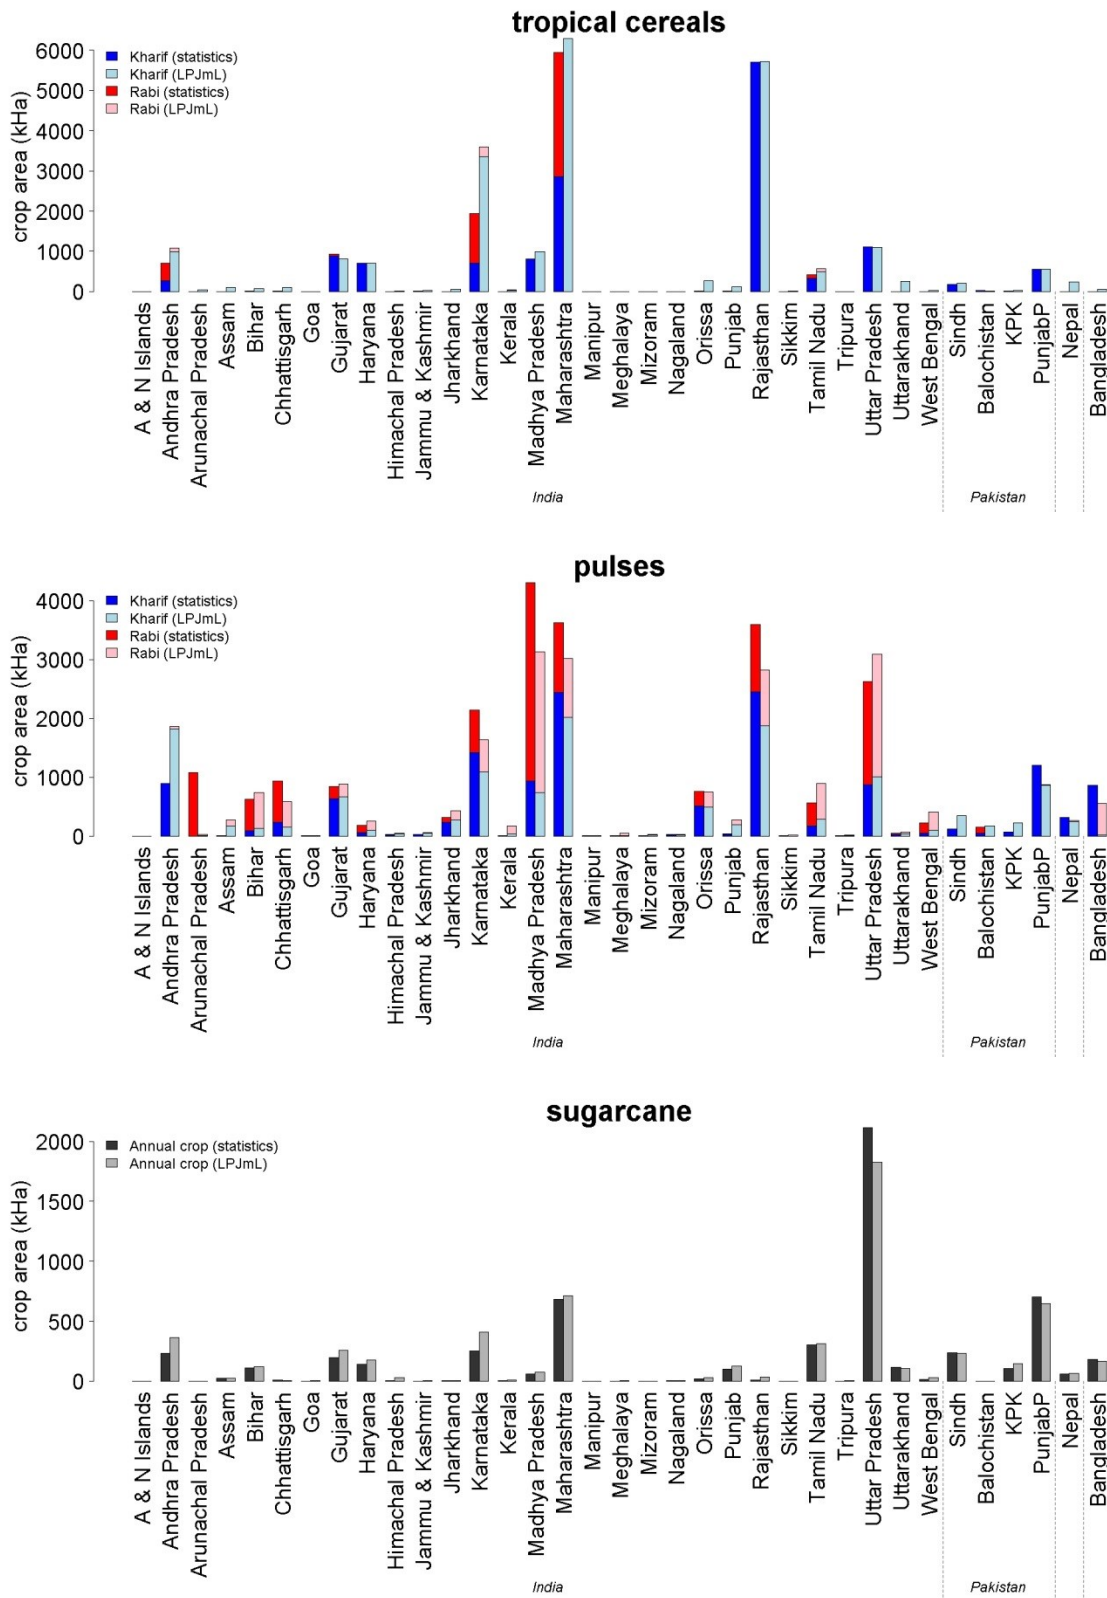 tropical cereals
Kharif (statistics)
Kharif (LPJmL)
Rabi (statistics)
Rabi (LPJmL)
crop area (kHa)
6000
5000
4000
3000
2000
1000
0
A & N Islands
Andhra Pradesh
Arunachal Pradesh
Assam
Bihar
Chhattisgarh
Goa
Gujarat
Haryana
Himachal Pradesh
Jammu & Kashmir
Jharkhand
Karnataka
Kerala
Madhya Pradesh
Maharashtra
Manipur
Meghalaya
Mizoram
Nagaland
Orissa
Punjab
Rajasthan
Sikkim
Tamil Nadu
Tripura
Uttar Pradesh
Uttarakhand
West Bengal
Sindh
Balochistan
KPK
PunjabP
Nepal
Bangladesh
India
Pakistan
pulses
Kharif (statistics)
Kharif (LPJmL)
Rabi (statistics)
Rabi (LPJmL)
crop area (kHa)
4000
3000
2000
1000
0
A & N Islands
Andhra Pradesh
Arunachal Pradesh
Assam
Bihar
Chhattisgarh
Goa
Gujarat
Haryana
Himachal Pradesh
Jammu & Kashmir
Jharkhand
Karnataka
Kerala
Madhya Pradesh
Maharashtra
Manipur
Meghalaya
Mizoram
Nagaland
Orissa
Punjab
Rajasthan
Sikkim
Tamil Nadu
Tripura
Uttar Pradesh
Uttarakhand
West Bengal
Sindh
Balochistan
KPK
PunjabP
Nepal
Bangladesh
India
Pakistan
sugarcane
Annual crop (statistics)
Annual crop (LPJmL)
crop area (kHa)
2000
1500
1000
500
0
A & N Islands
Andhra Pradesh
Arunachal Pradesh
Assam
Bihar
Chhattisgarh
Goa
Gujarat
Haryana
Himachal Pradesh
Jammu & Kashmir
Jharkhand
Karnataka
Kerala
Madhya Pradesh
Maharashtra
Manipur
Meghalaya
Mizoram
Nagaland
Orissa
Punjab
Rajasthan
Sikkim
Tamil Nadu
Tripura
Uttar Pradesh
Uttarakhand
West Bengal
Sindh
Balochistan
KPK
PunjabP
Nepal
Bangladesh
India
Pakistan